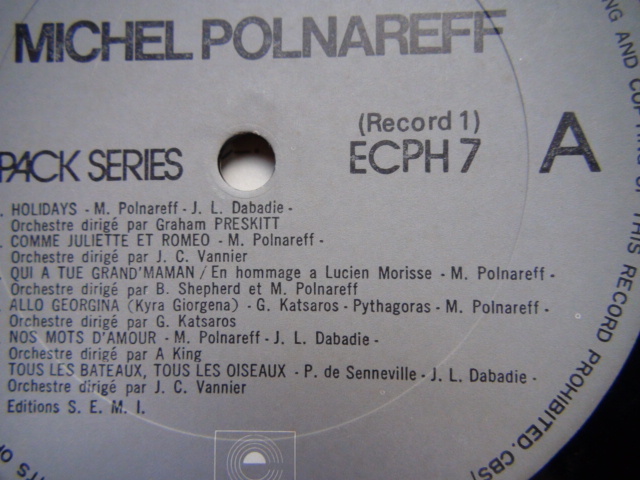 MICHEL POLNAREFF
PACK SERIES
(Record 1)
ECPH 7
A
. HOLIDAYS - M. Polnareff - J. L. Dabadie -
Orchestre dirigé par Graham PRESKITT
. COMME JULIETTE ET ROMEO - M. Polnareff -
Orchestre dirigé par J. C. Vannier
QUI A TUE GRAND'MAMAN / En hommage a Lucien Morisse - M. Polnareff -
Orchestre dirigé par B. Shepherd et M. Polnareff
. ALLO GEORGINA (Kyra Giorgena) - G. Katsaros - Pythagoras - M. Polnareff -
Orchestre dirigé par G. Katsaros
. NOS MOTS D'AMOUR - M. Polnareff - J. L. Dabadie -
Orchestre dirigé par A King
TOUS LES BATEAUX, TOUS LES OISEAUX - P. de Senneville - J. L. Dabadie -
Orchestre dirigé par J. C. Vannier
Editions S. E. M. I.
AND OF THIS RECORD PROHIBITED. CBS/